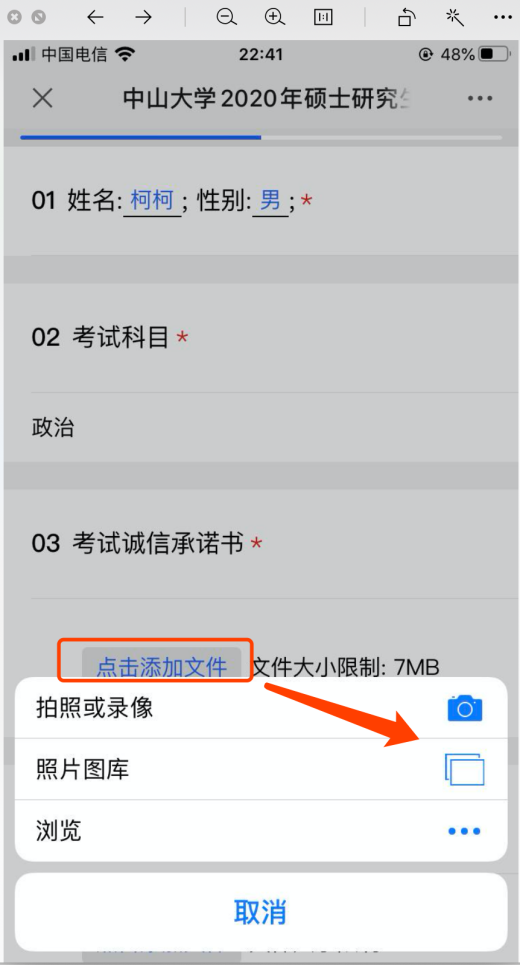 中国电信 22:41 48%
中山大学2020年硕士研究
01 姓名: 柯柯 ; 性别: 男 ; *
02 考试科目 *
政治
03 考试诚信承诺书 *
点击添加文件 文件大小限制: 7MB
拍照或录像
照片图库
浏览
取消